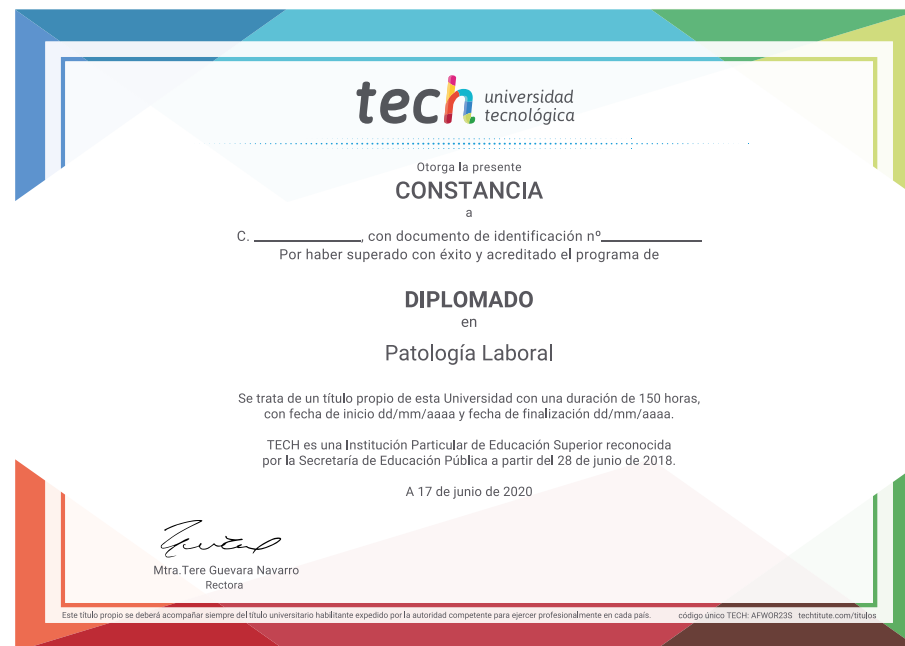 tech universidad
tecnológica
Otorga la presente
CONSTANCIA
a
C. ____________, con documento de identificación nº____________
Por haber superado con éxito y acreditado el programa de
DIPLOMADO
en
Patología Laboral
Se trata de un título propio de esta Universidad con una duración de 150 horas,
con fecha de inicio dd/mm/aaaa y fecha de finalización dd/mm/aaaa.
TECH es una Institución Particular de Educación Superior reconocida
por la Secretaría de Educación Pública a partir del 28 de junio de 2018.
A 17 de junio de 2020
Mtra.Tere Guevara Navarro
Rectora
Este título propio se deberá acompañar siempre del título universitario habilitante expedido por la autoridad competente para ejercer profesionalmente en cada país. código único TECH: AFWOR23S techtitute.com/titulos